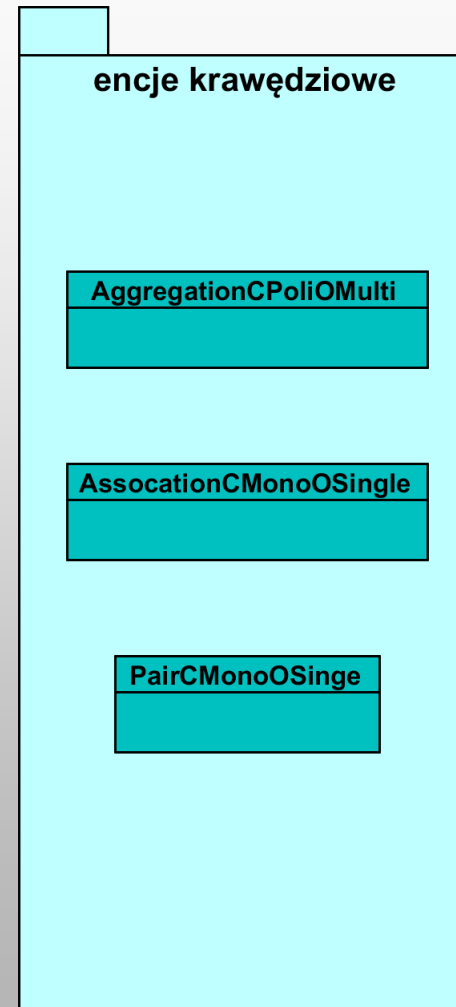 encje krawędziowe
AggregationCPoliOMulti
AssocationCMonoOSingle
PairCMonoOSinge